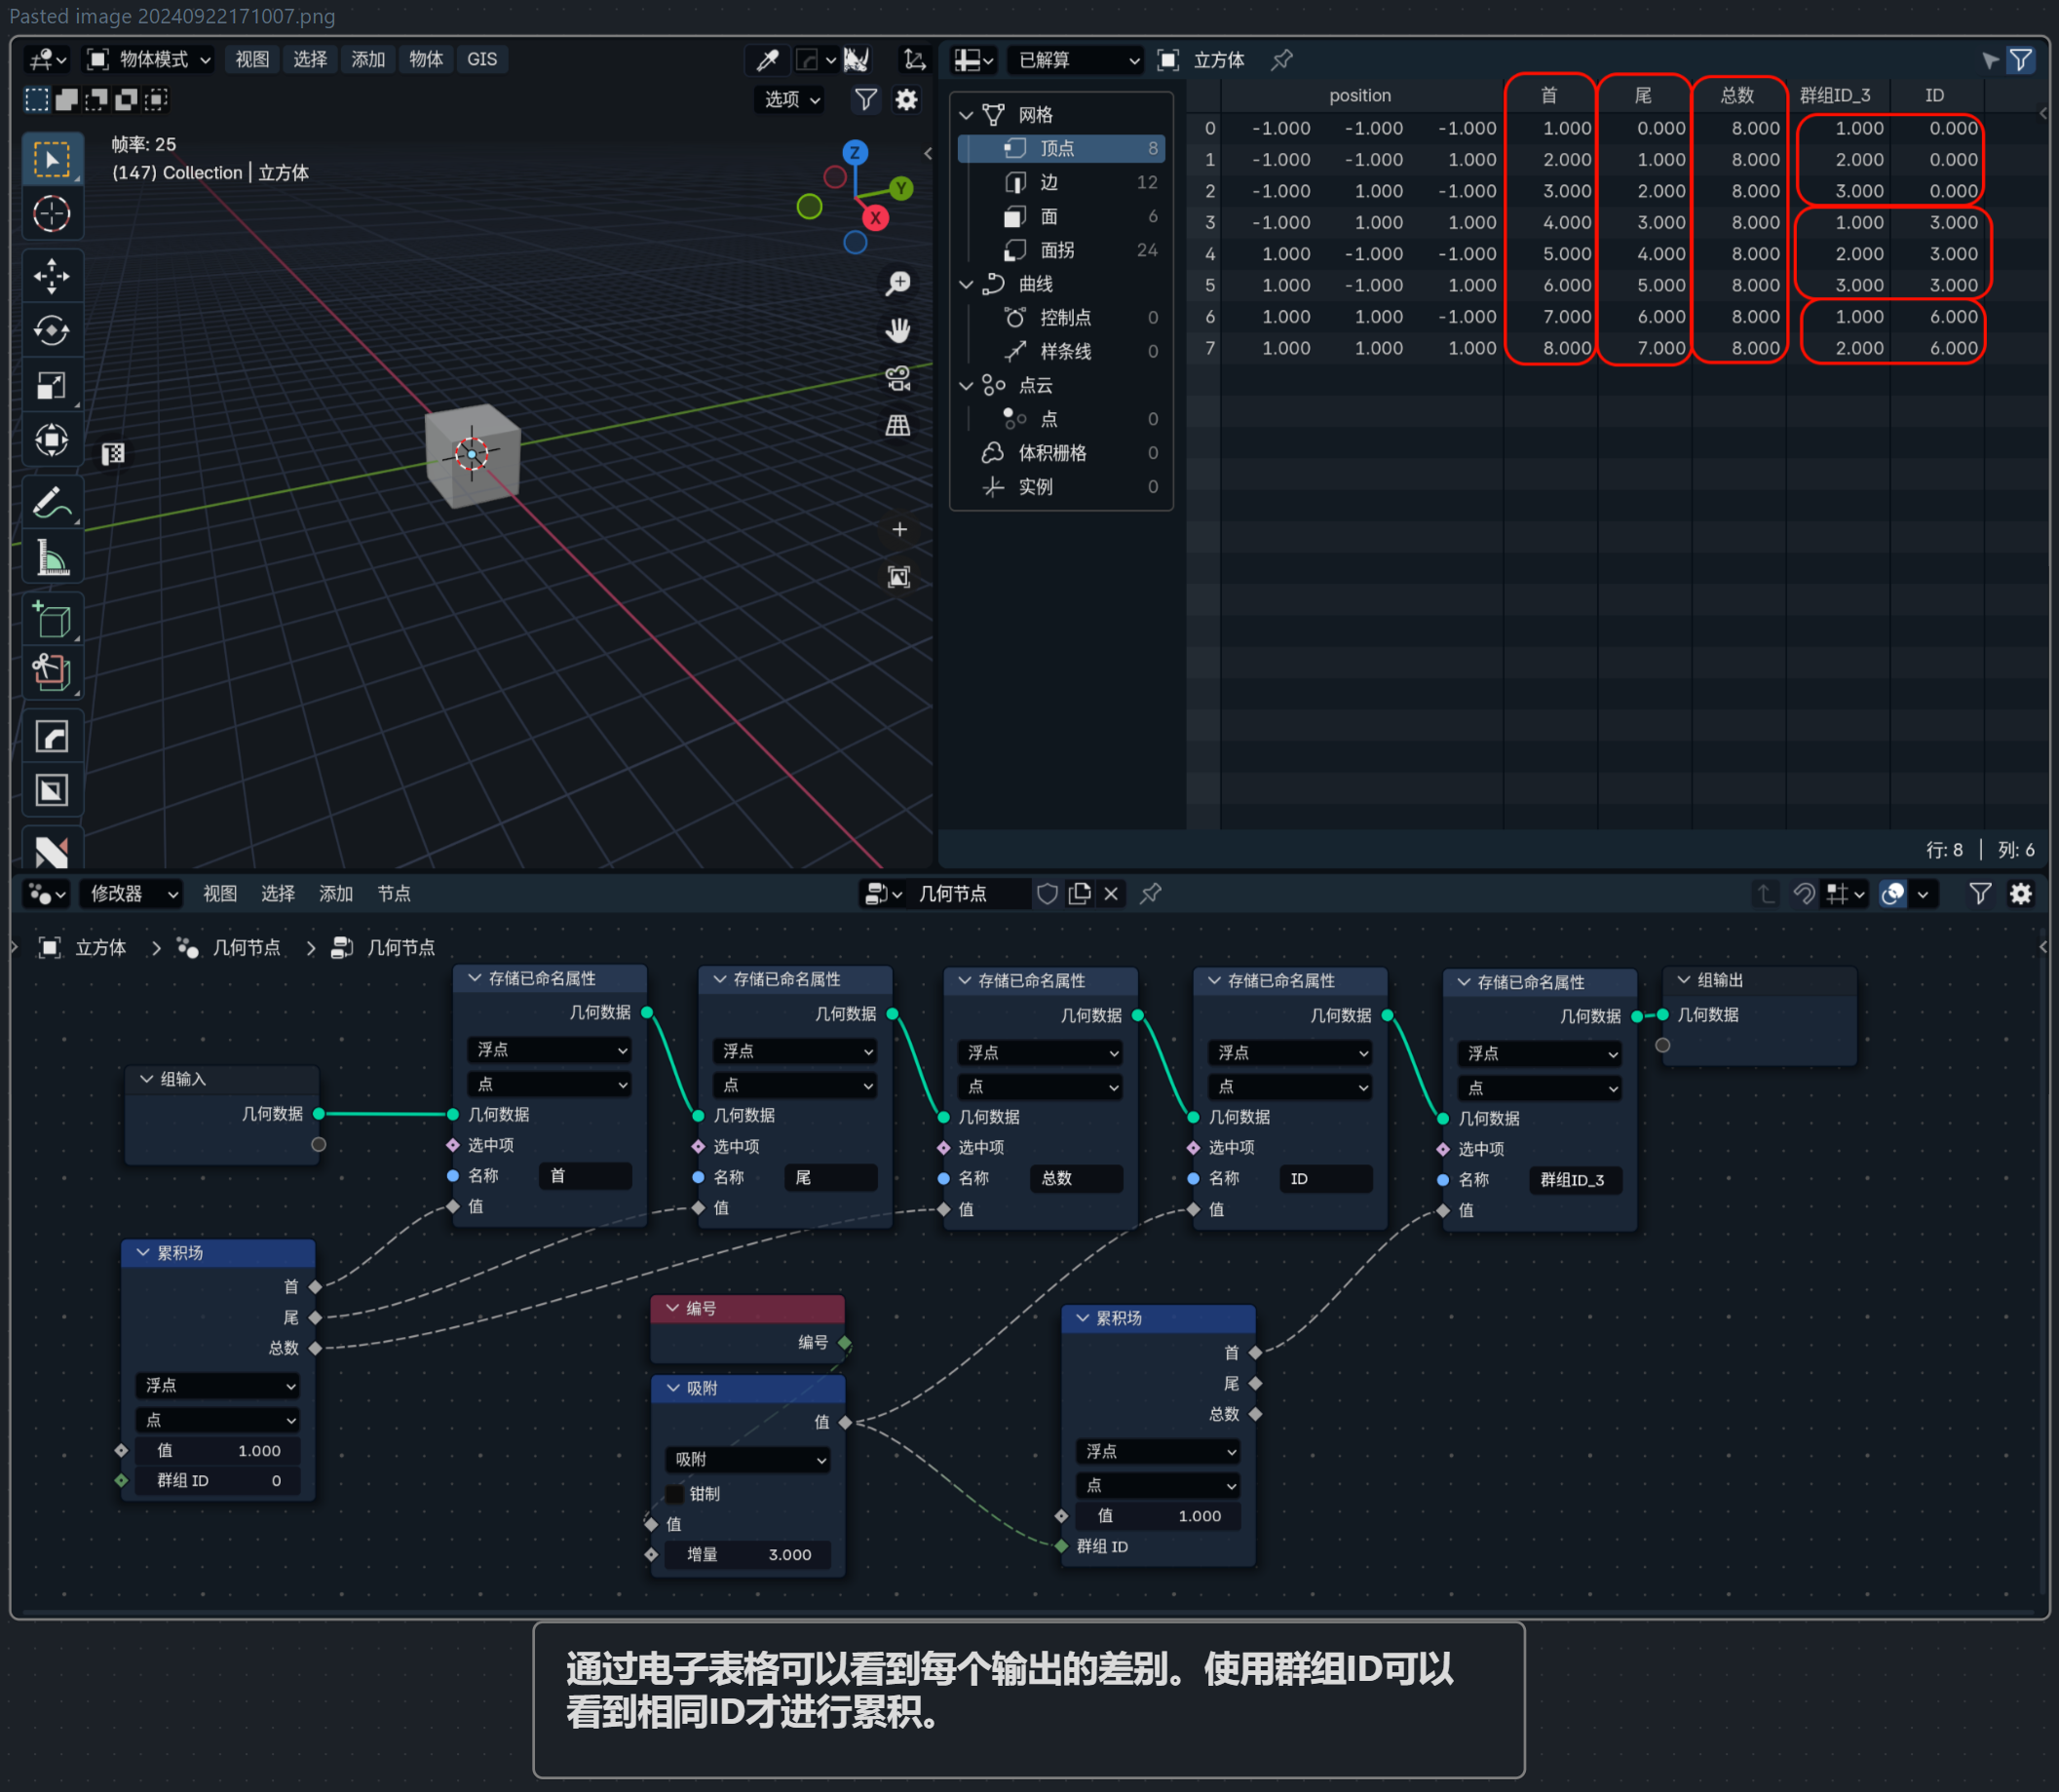 Pasted image 20240922171007.png
物体模式 视图 选择 添加 物体 GIS
选项
帧率: 25
(147) Collection | 立方体
Z
Y
X
已解算 立方体
网格
顶点 8
边 12
面 6
面拐 24
曲线
控制点 0
样条线 0
点云
点 0
体积栅格 0
实例 0
position 首 尾 总数 群组ID_3 ID
0 -1.000 -1.000 -1.000 1.000 0.000 8.000 1.000 0.000
1 -1.000 -1.000 1.000 2.000 1.000 8.000 2.000 0.000
2 -1.000 1.000 -1.000 3.000 2.000 8.000 3.000 0.000
3 -1.000 1.000 1.000 4.000 3.000 8.000 1.000 3.000
4 1.000 -1.000 -1.000 5.000 4.000 8.000 2.000 3.000
5 1.000 -1.000 1.000 6.000 5.000 8.000 3.000 3.000
6 1.000 1.000 -1.000 7.000 6.000 8.000 1.000 6.000
7 1.000 1.000 1.000 8.000 7.000 8.000 2.000 6.000
行: 8 | 列: 6
修改器 视图 选择 添加 节点 几何节点
立方体 几何节点 几何节点
组输入
几何数据
存储已命名属性
几何数据
浮点
点
几何数据
选中项
名称 首
值
存储已命名属性
几何数据
浮点
点
几何数据
选中项
名称 尾
值
存储已命名属性
几何数据
浮点
点
几何数据
选中项
名称 总数
值
存储已命名属性
几何数据
浮点
点
几何数据
选中项
名称 ID
值
存储已命名属性
几何数据
浮点
点
几何数据
选中项
名称 群组ID_3
值
组输出
几何数据
累积场
首
尾
总数
浮点
点
值 1.000
群组 ID 0
编号
编号
吸附
值
吸附
钳制
值
增量 3.000
累积场
首
尾
总数
浮点
点
值 1.000
群组 ID
通过电子表格可以看到每个输出的差别。使用群组ID可以
看到相同ID才进行累积。